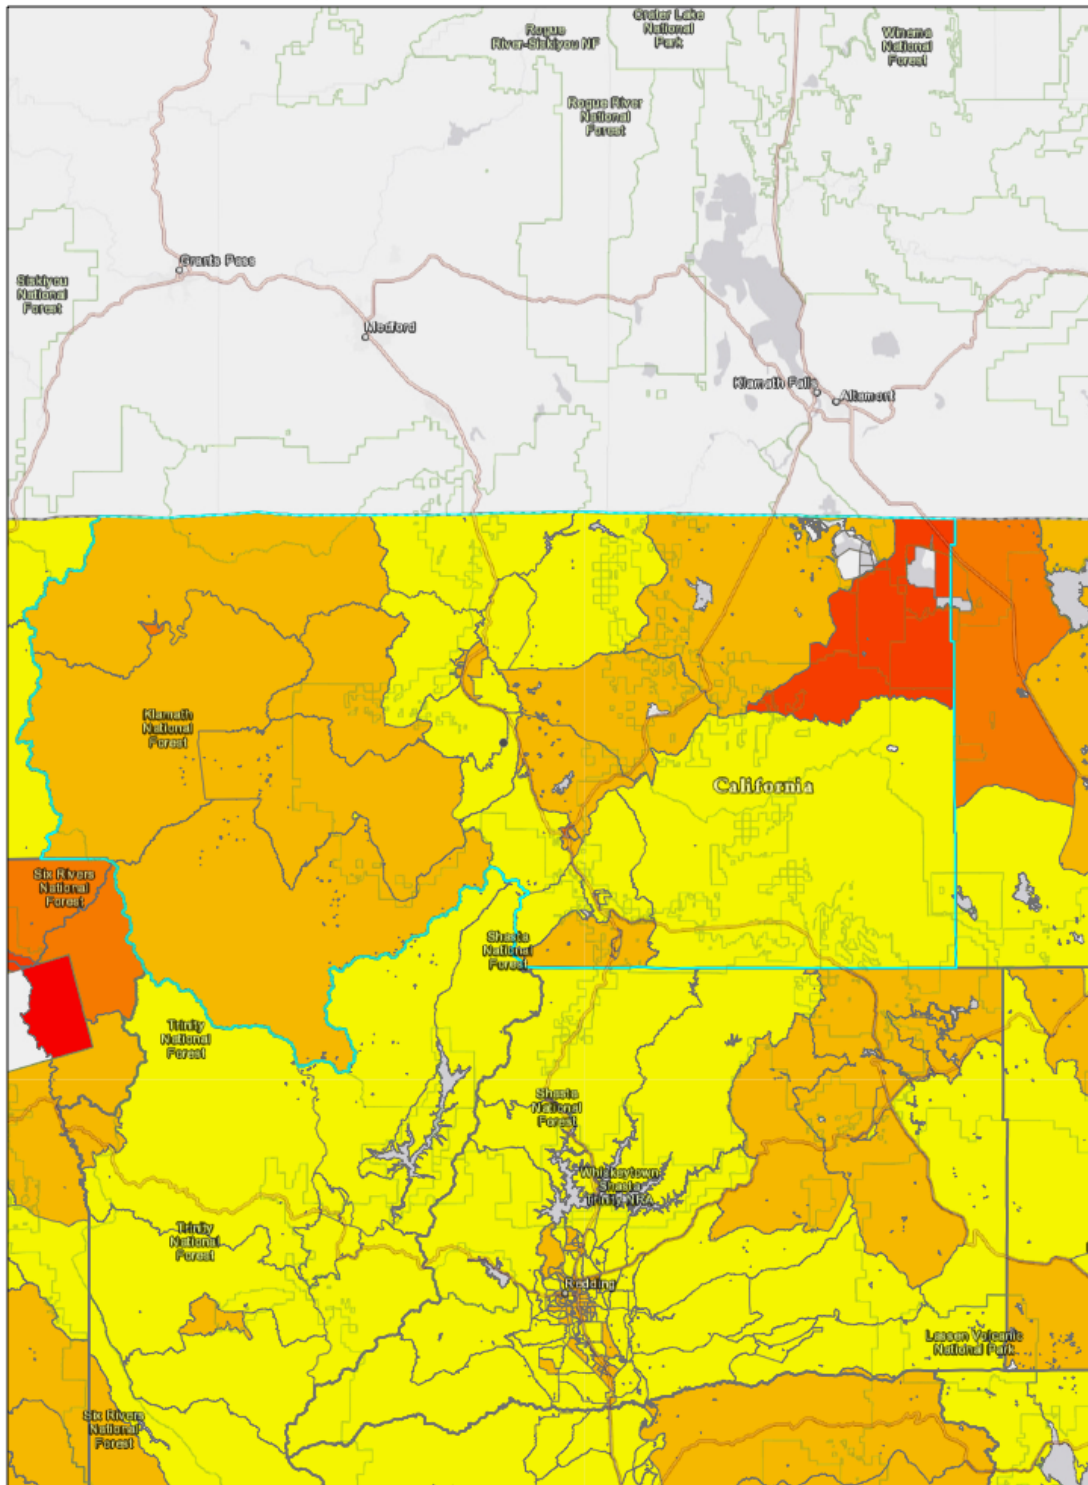 Crater Lake
National
Park
Rogue
River-Siskiyou NF
Winema
National
Forest
Rogue River
National
Forest
Grants Pass
Siskiyou
National
Forest
Medford
Klamath Falls
Altamont
Klamath
National
Forest
California
Six Rivers
National
Forest
Shasta
National
Forest
Trinity
National
Forest
Shasta
National
Forest
Whiskeytown-
Shasta-
Trinity NRA
Trinity
National
Forest
Redding
Lassen Volcanic
National Park
Six Rivers
National
Forest